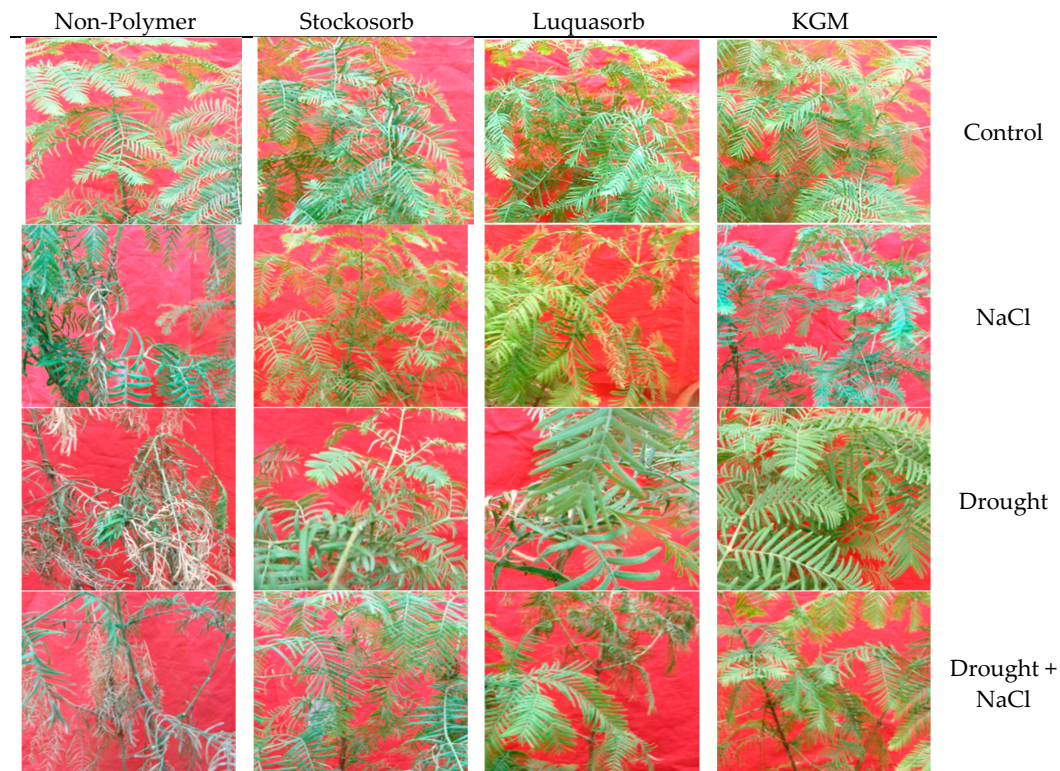 Non-Polymer Stockosorb Luquasorb KGM
Control
NaCl
Drought
Drought +
NaCl